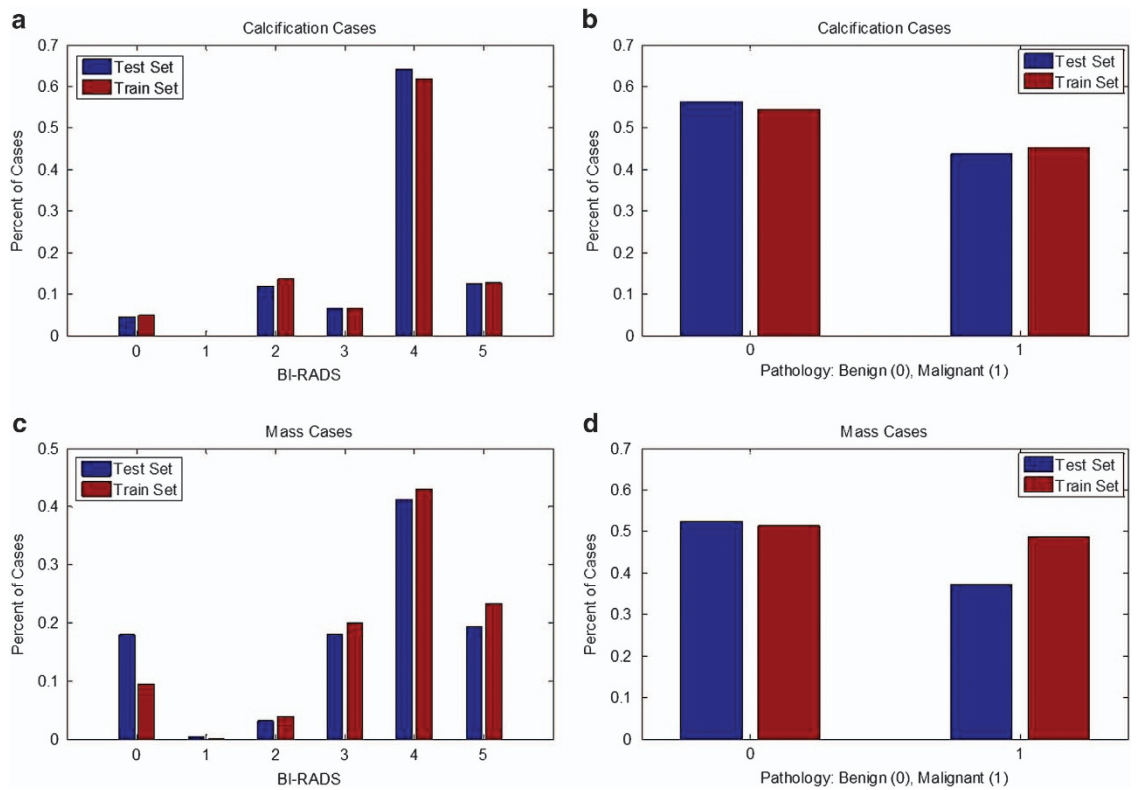 a
Calcification Cases
0.7
0.6
0.5
0.4
0.3
0.2
0.1
0
Percent of Cases
Test Set
Train Set
0 1 2 3 4 5
BI-RADS
b
Calcification Cases
0.7
0.6
0.5
0.4
0.3
0.2
0.1
0
Percent of Cases
Test Set
Train Set
0 1
Pathology: Benign (0), Malignant (1)
c
Mass Cases
0.5
0.4
0.3
0.2
0.1
0
Percent of Cases
Test Set
Train Set
0 1 2 3 4 5
BI-RADS
d
Mass Cases
0.7
0.6
0.5
0.4
0.3
0.2
0.1
0
Percent of Cases
Test Set
Train Set
0 1
Pathology: Benign (0), Malignant (1)